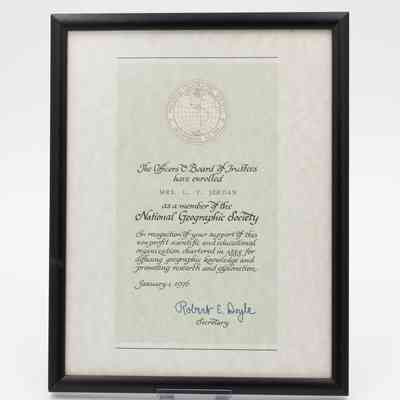 The Officers & Board of Trustees
have enrolled
MRS. L. T. JORDAN
as a member of the
National Geographic Society
In recognition of your support of this
nonprofit scientific and educational
organization chartered in 1888 for
diffusing geographic knowledge and
promoting research and exploration.
January 1, 1976
Robert E. Doyle
Secretary